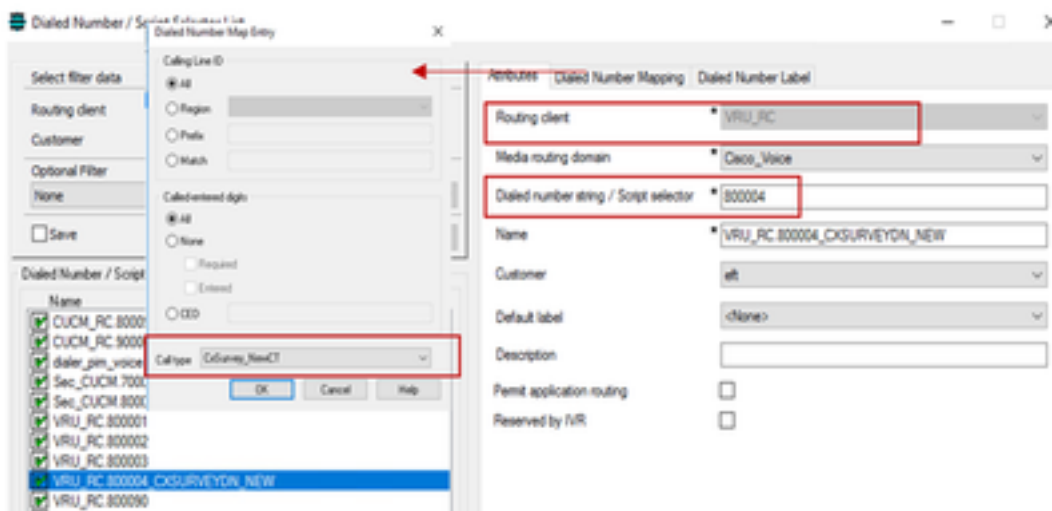 Dialed Number / Script Selector List
Dialed Number Map Entry
Select filter data
Routing client
Customer
Optional Filter
None
Save
Dialed Number / Script
Name
CUCM_RC.8000
CUCM_RC.9000
dialer_pim_voice
Sec_CUCM.7000
Sec_CUCM.8000
VRU_RC.800001
VRU_RC.800002
VRU_RC.800003
VRU_RC.800004_CXSURVEYDN_NEW
VRU_RC.800090
Calling Line ID
All
Region
Prefix
Match
Called-entered digits
All
None
Required
Entered
CED
Call type CxSurvey_NewCT
OK Cancel Help
Attributes Dialed Number Mapping Dialed Number Label
Routing client * VRU_RC
Media routing domain * Cisco_Voice
Dialed number string / Script selector * 800004
Name * VRU_RC.800004_CXSURVEYDN_NEW
Customer
Default label <None>
Description
Permit application routing
Reserved by IVR